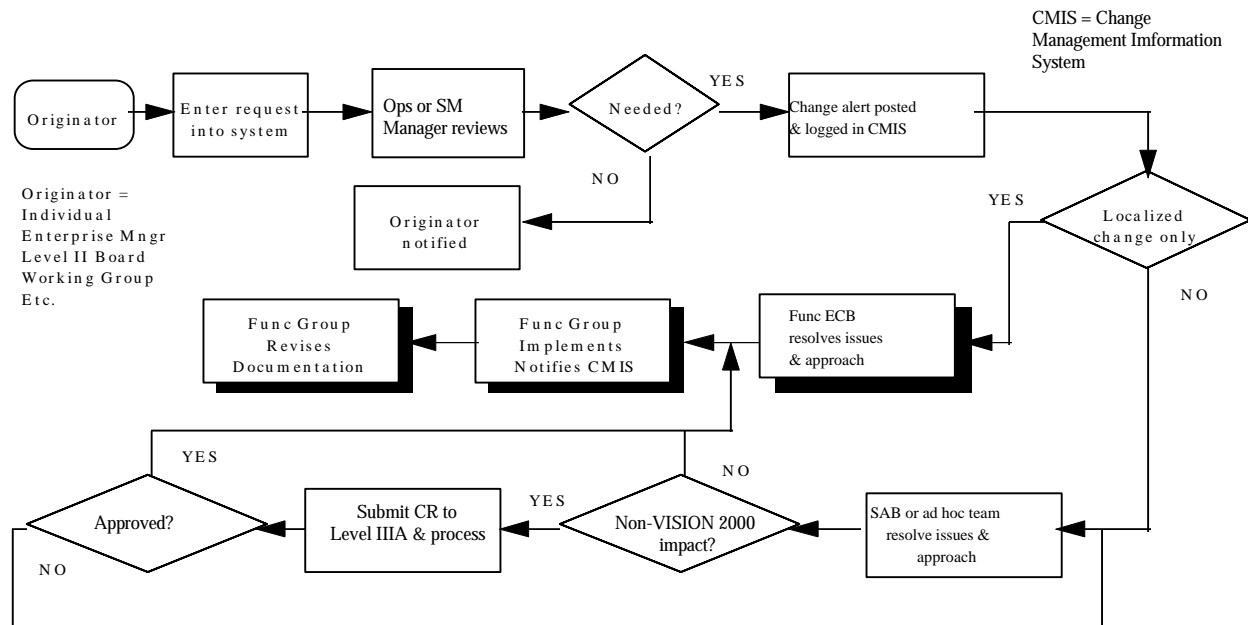 CMIS = Change
Management Imformation
System
Originator
Enter request
into system
Ops or SM
Manager reviews
Needed?
YES
Change alert posted
& logged in CMIS
NO
Originator
notified
Originator =
Individual
Enterprise Mngr
Level II Board
Working Group
Etc.
YES
Localized
change only
NO
Func Group
Revises
Documentation
Func Group
Implements
Notifies CMIS
Func ECB
resolves issues
& approach
YES
NO
Approved?
NO
Submit CR to
Level IIIA & process
YES
Non-VISION 2000
impact?
SAB or ad hoc team
resolve issues &
approach